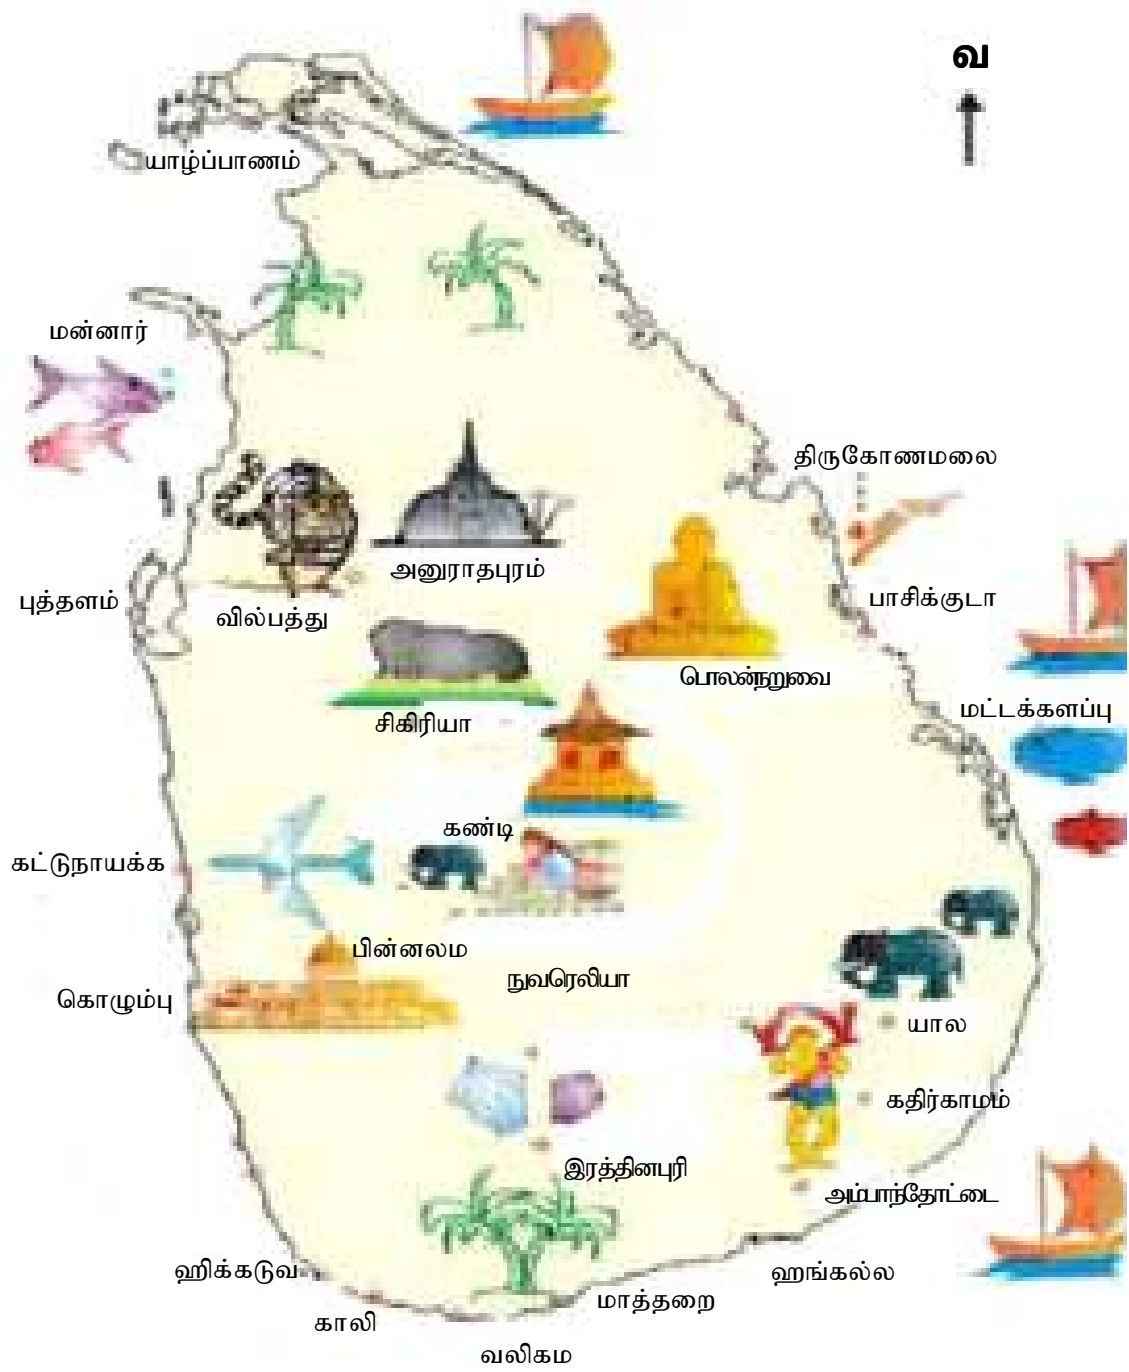 வ
யாழ்ப்பாணம்
மன்னார்
திருகோணமலை
அனுராதபுரம்
புத்தளம்
வில்பத்து
பாசிக்குடா
பொலன்நறுவை
சிகிரியா
மட்டக்களப்பு
கண்டி
கட்டுநாயக்க
பின்னலம
நுவரெலியா
கொழும்பு
யால
கதிர்காமம்
இரத்தினபுரி
அம்பாந்தோட்டை
ஹிக்கடுவ
ஹங்கல்ல
மாத்தறை
காலி
வலிகம